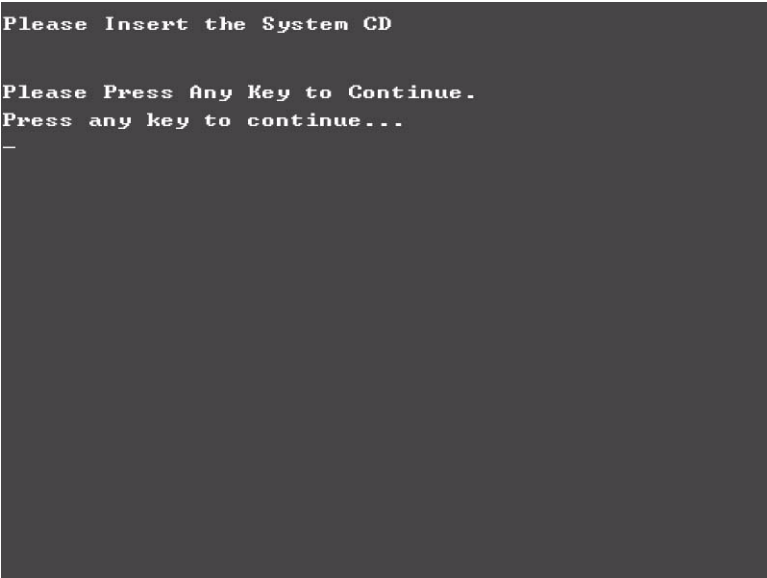 Please Insert the System CD
Please Press Any Key to Continue.
Press any key to continue...
_